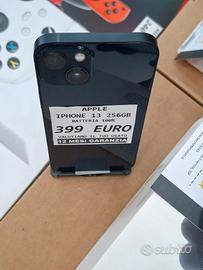 APPLE
IPHONE 13 256GB
BATTERIA 100%
399 EURO
VALUTIAMO IL TUO USATO
12 MESI GARANZIA
subito